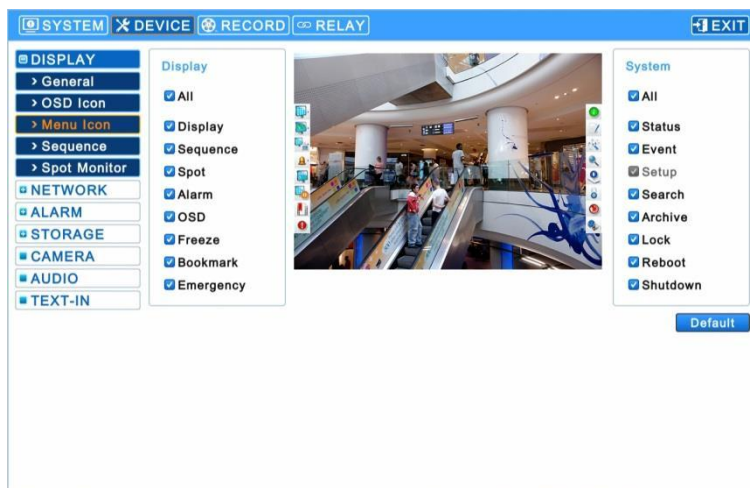 SYSTEM DEVICE RECORD RELAY EXIT
DISPLAY
General
OSD Icon
Menu Icon
Sequence
Spot Monitor
NETWORK
ALARM
STORAGE
CAMERA
AUDIO
TEXT-IN
Display
All
Display
Sequence
Spot
Alarm
OSD
Freeze
Bookmark
Emergency
System
All
Status
Event
Setup
Search
Archive
Lock
Reboot
Shutdown
Default